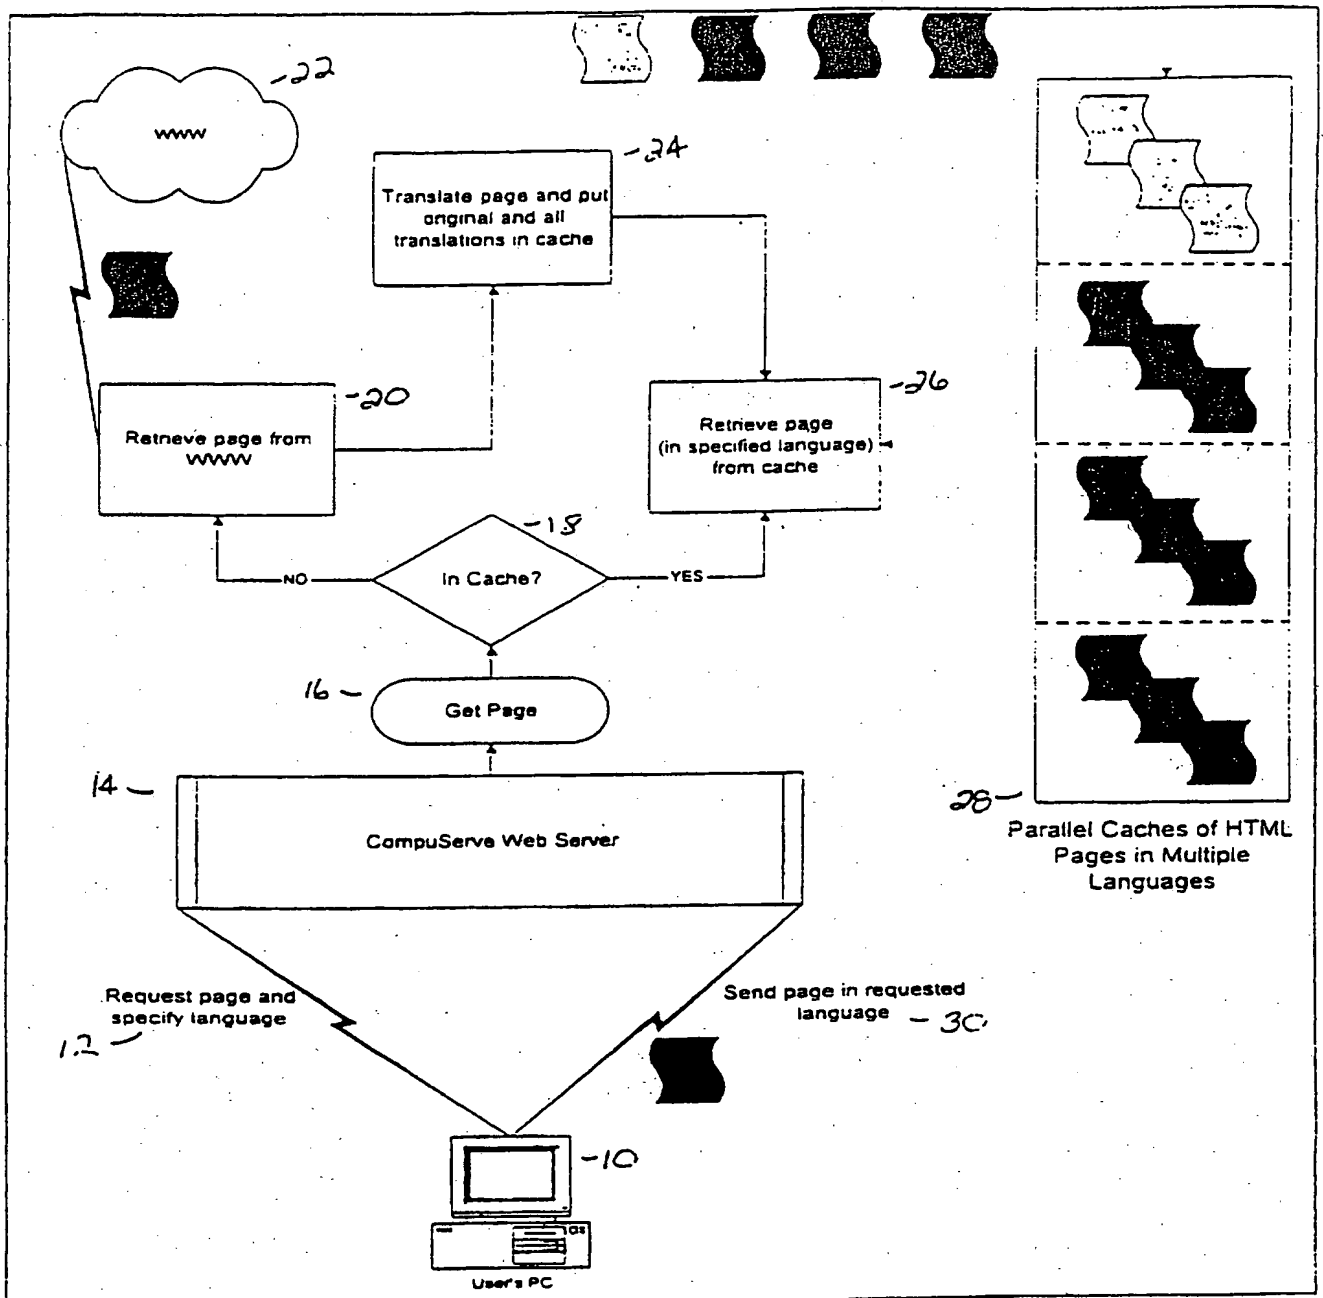 22
WWW
24
Translate page and put
original and all
translations in cache
20
Retrieve page from
WWW
26
Retrieve page
(in specified language)
from cache
18
In Cache?
NO
YES
16
Get Page
14
CompuServe Web Server
28
Parallel Caches of HTML
Pages in Multiple
Languages
Request page and
specify language
12
Send page in requested
language
30
10
User's PC